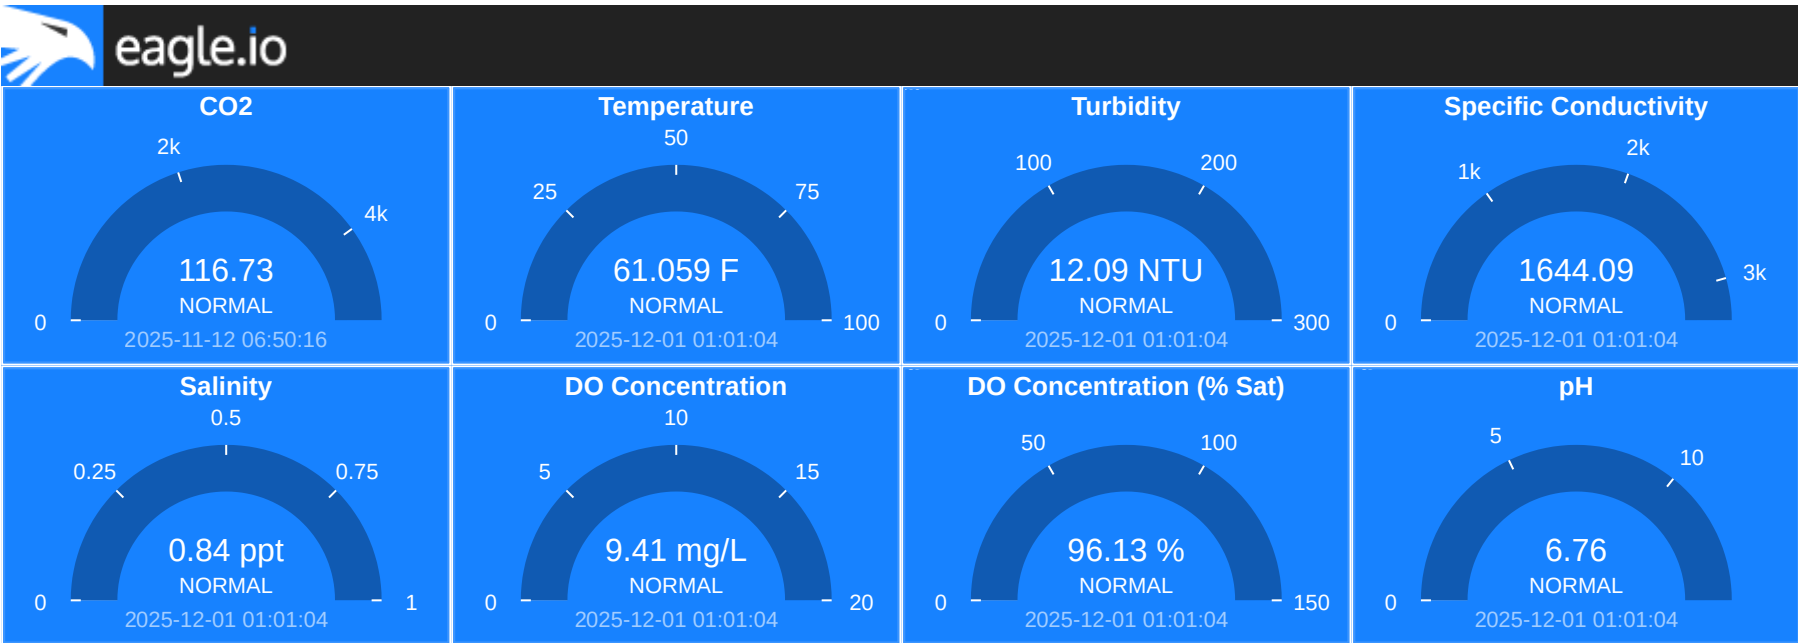 eagle.io
CO2
2k
4k
116.73
NORMAL
0
2025-11-12 06:50:16
Temperature
50
25
75
61.059 F
NORMAL
0
100
2025-12-01 01:01:04
Turbidity
100
200
12.09 NTU
NORMAL
0
300
2025-12-01 01:01:04
Specific Conductivity
2k
1k
3k
1644.09
NORMAL
0
2025-12-01 01:01:04
Salinity
0.5
0.25
0.75
0.84 ppt
NORMAL
0
1
2025-12-01 01:01:04
DO Concentration
10
5
15
9.41 mg/L
NORMAL
0
20
2025-12-01 01:01:04
DO Concentration (% Sat)
50
100
96.13 %
NORMAL
0
150
2025-12-01 01:01:04
pH
5
10
6.76
NORMAL
0
2025-12-01 01:01:04